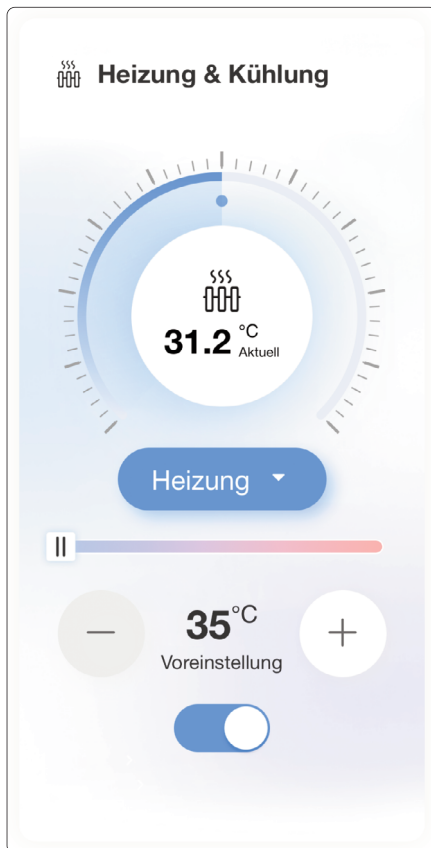 Heizung & Kühlung
31.2 °C
Aktuell
Heizung
35°C
Voreinstellung